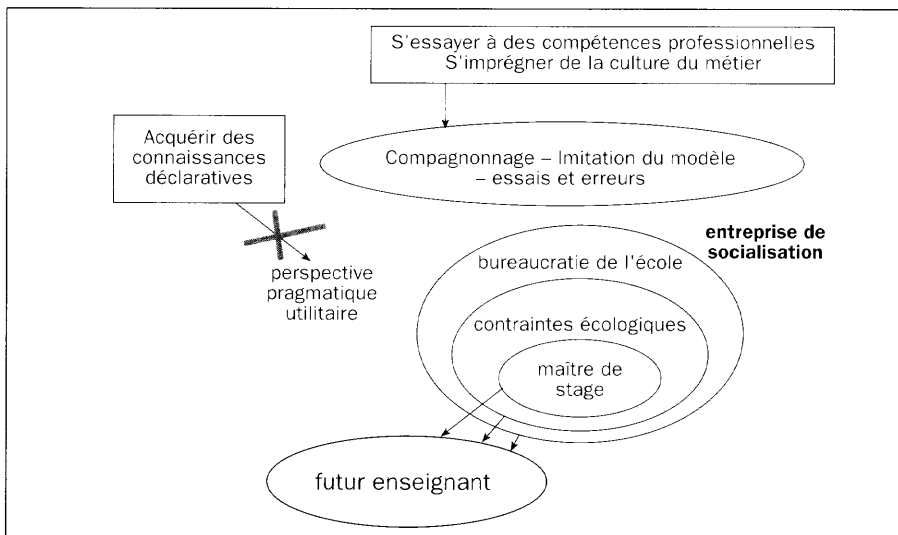 S'essayer à des compétences professionnelles
S'imprégner de la culture du métier
Acquérir des
connaissances
déclaratives
Compagnonnage – Imitation du modèle
– essais et erreurs
perspective
pragmatique
utilitaire
entreprise de
socialisation
bureaucratie de l'école
contraintes écologiques
maître de
stage
futur enseignant